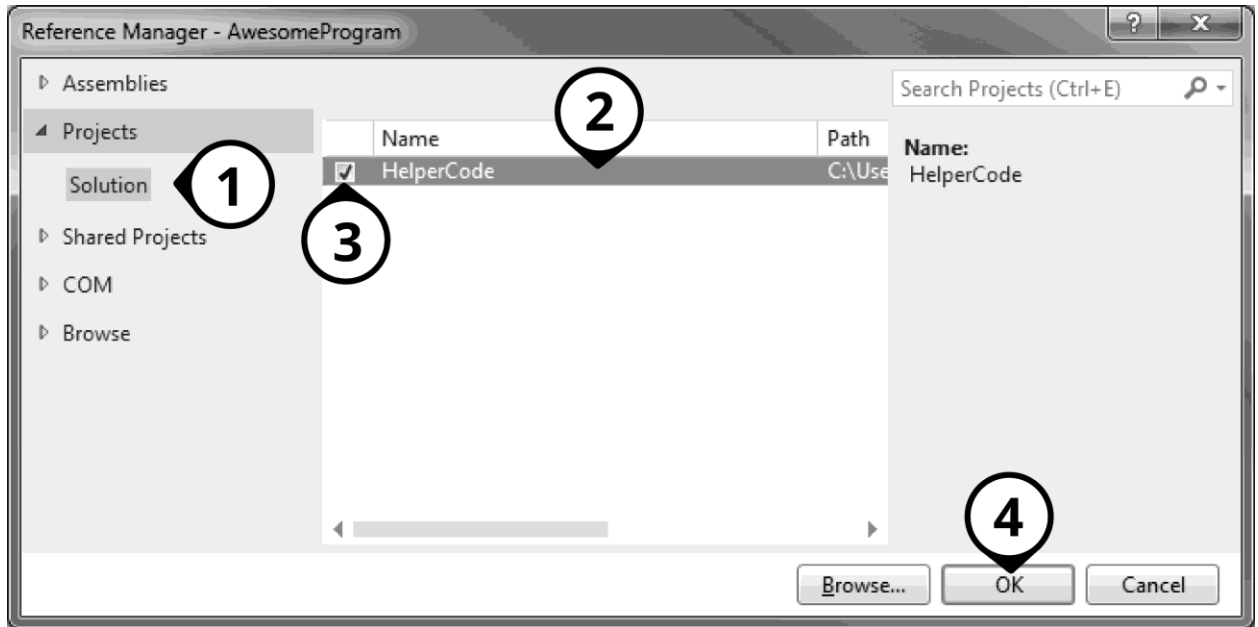 Reference Manager - AwesomeProgram
? X
Assemblies
Projects
Solution
Shared Projects
COM
Browse
1
2
3
4
Name Path
HelperCode C:\Use
Search Projects (Ctrl+E)
Name:
HelperCode
Browse... OK Cancel